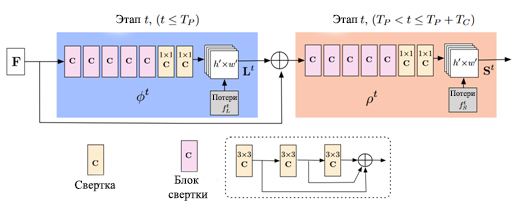 Этап t, (t ≤ T_P)
Этап t, (T_P < t ≤ T_P + T_C)
F
C C C C C 1×1 C 1×1 C h'×w' L^t
C C C C C 1×1 C 1×1 C h'×w' S^t
ϕ^t
Потери
f_L^t
ρ^t
Потери
f_S^t
C
Свертка
C
Блок
свертки
3×3 C 3×3 C 3×3 C